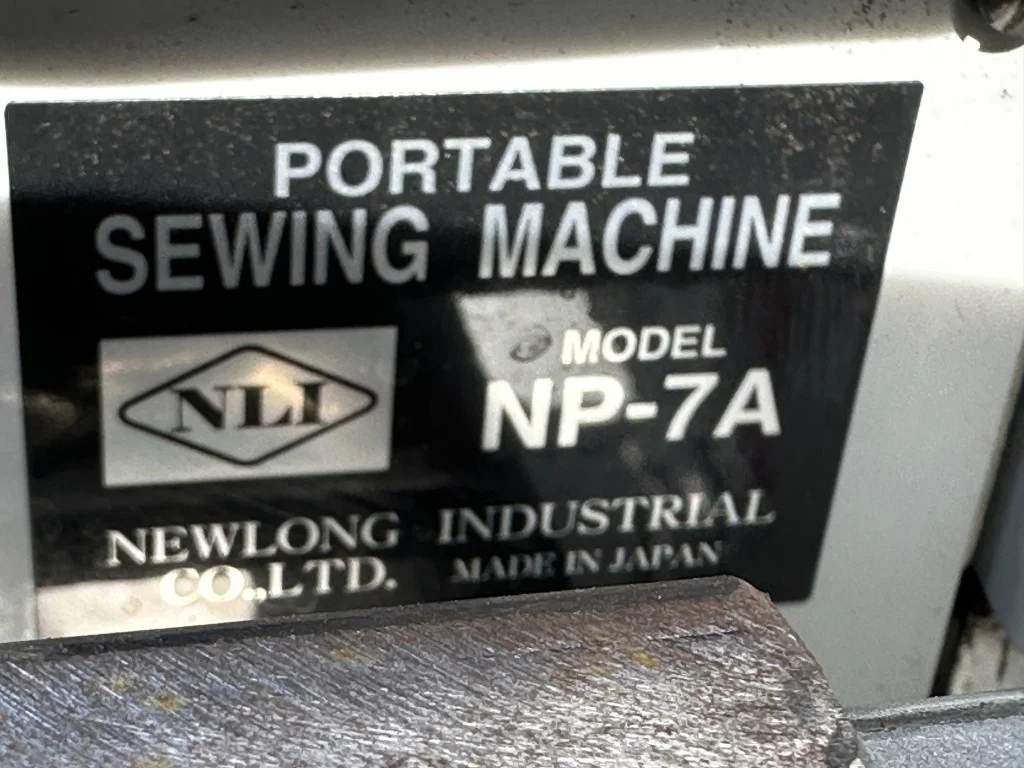 PORTABLE
SEWING MACHINE
NLI
MODEL
NP-7A
NEWLONG INDUSTRIAL
CO.,LTD. MADE IN JAPAN